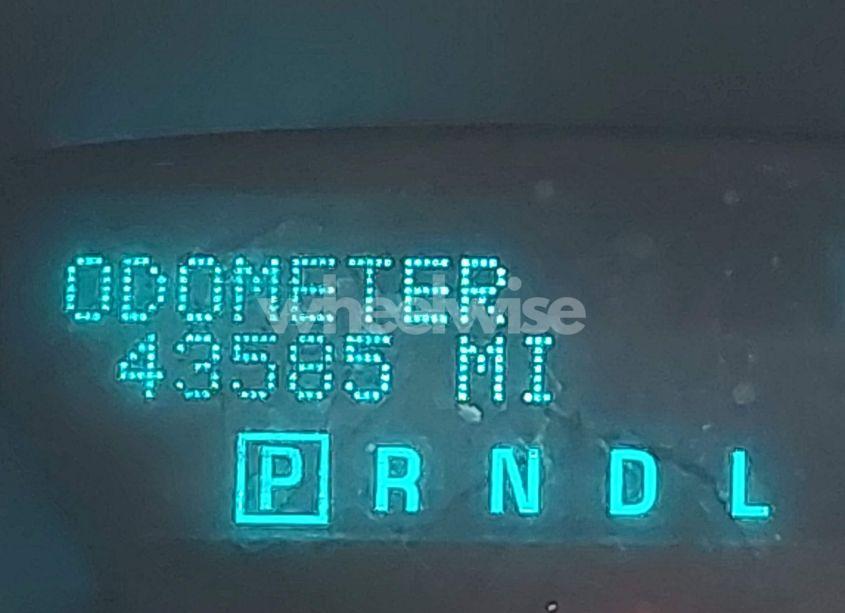 ODOMETER
wheelwise
43585 MI
P R N D L